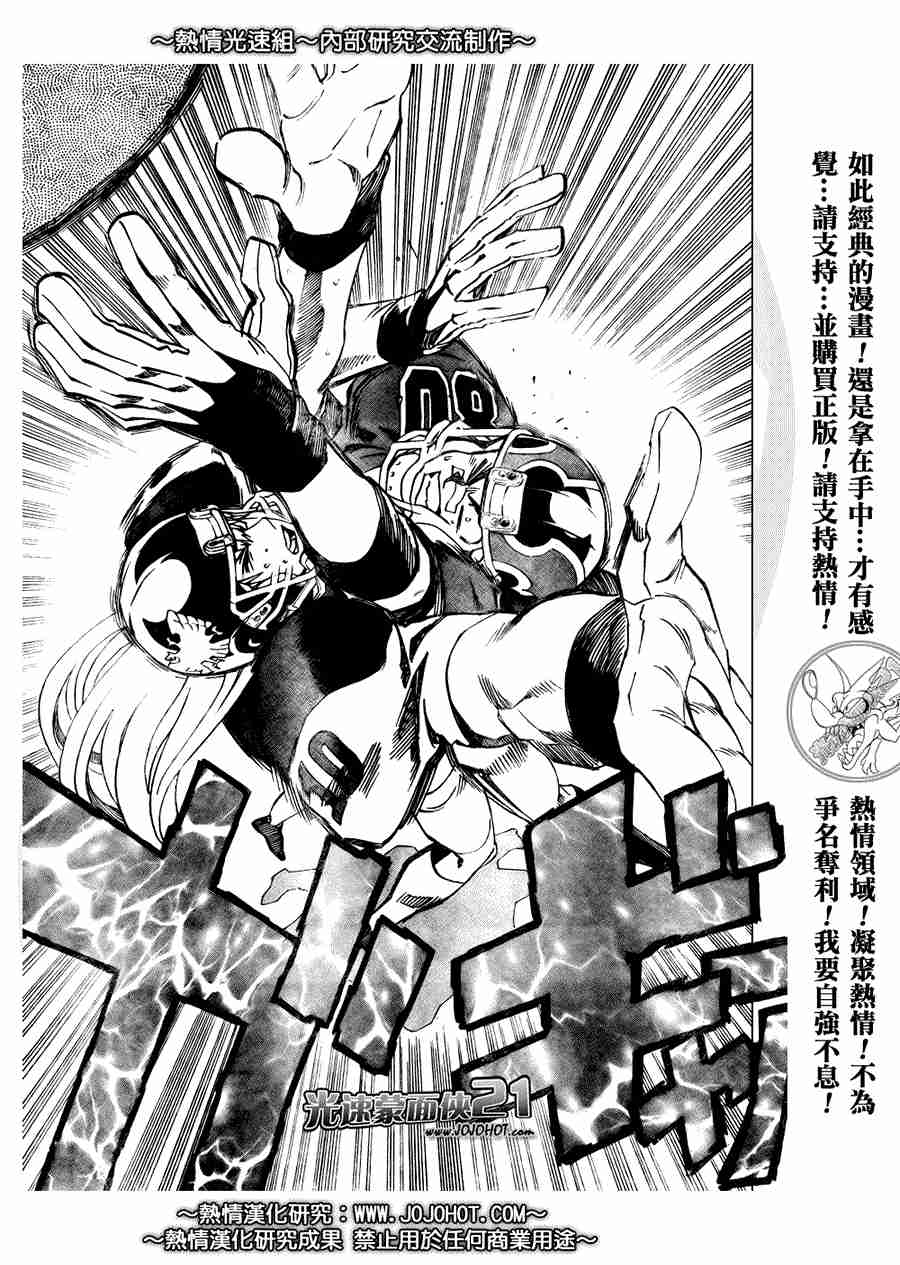 ～熱情光速組～內部研究交流制作～
如此經典的漫畫！還是拿在手中…才有感
覺…請支持…並購買正版！請支持熱情！
熱情領域！凝聚熱情！不為
爭名奪利！我要自強不息！
08
光速蒙面俠21
www.JOJOHOT.com
～熱情漢化研究：WWW.JOJOHOT.COM～
～熱情漢化研究成果 禁止用於任何商業用途～